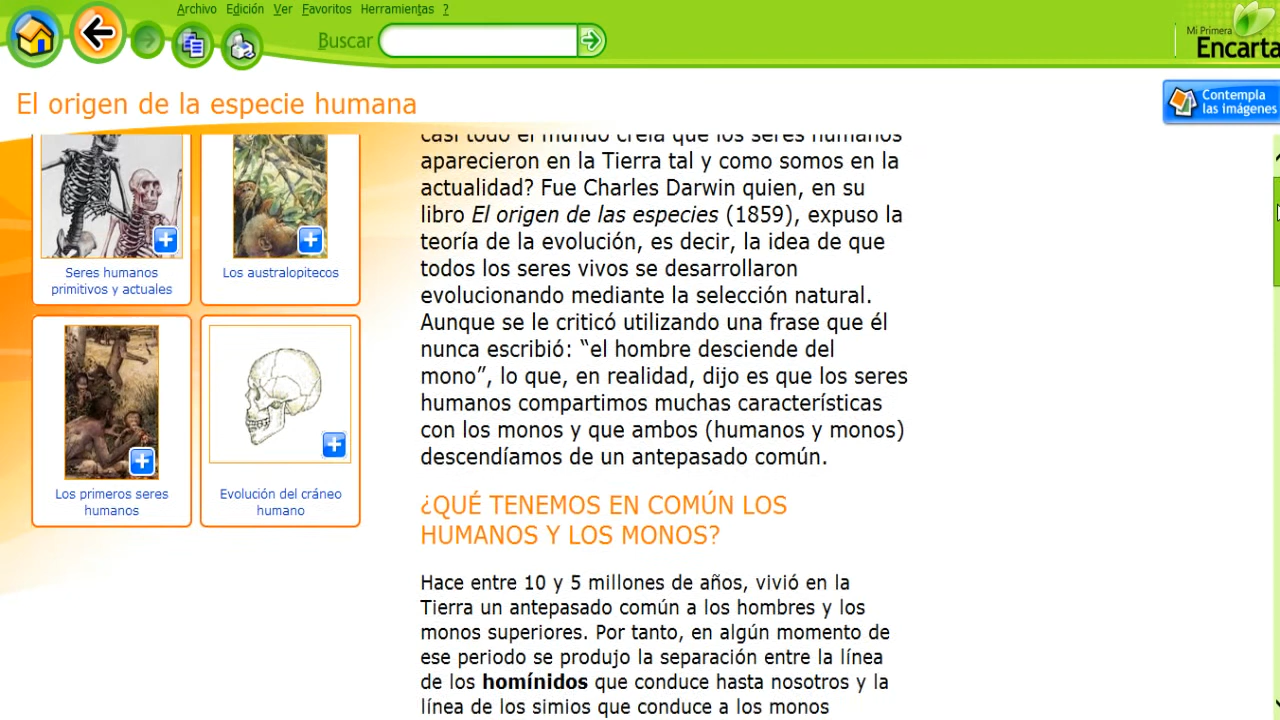 Archivo Edición Ver Favoritos Herramientas ?
Buscar
Mi Primera
Encarta
El origen de la especie humana
Contempla
las imágenes
Seres humanos
primitivos y actuales
Los australopitecos
Los primeros seres
humanos
Evolución del cráneo
humano
casi todo el mundo creía que los seres humanos
aparecieron en la Tierra tal y como somos en la
actualidad? Fue Charles Darwin quien, en su
libro El origen de las especies (1859), expuso la
teoría de la evolución, es decir, la idea de que
todos los seres vivos se desarrollaron
evolucionando mediante la selección natural.
Aunque se le criticó utilizando una frase que él
nunca escribió: “el hombre desciende del
mono”, lo que, en realidad, dijo es que los seres
humanos compartimos muchas características
con los monos y que ambos (humanos y monos)
descendíamos de un antepasado común.
¿QUÉ TENEMOS EN COMÚN LOS
HUMANOS Y LOS MONOS?
Hace entre 10 y 5 millones de años, vivió en la
Tierra un antepasado común a los hombres y los
monos superiores. Por tanto, en algún momento de
ese periodo se produjo la separación entre la línea
de los homínidos que conduce hasta nosotros y la
línea de los simios que conduce a los monos